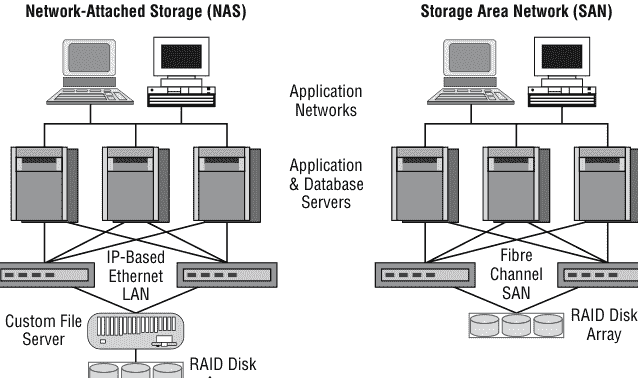 Network-Attached Storage (NAS)
Storage Area Network (SAN)
Application
Networks
Application
& Database
Servers
IP-Based
Ethernet
LAN
Fibre
Channel
SAN
Custom File
Server
RAID Disk
RAID Disk
Array